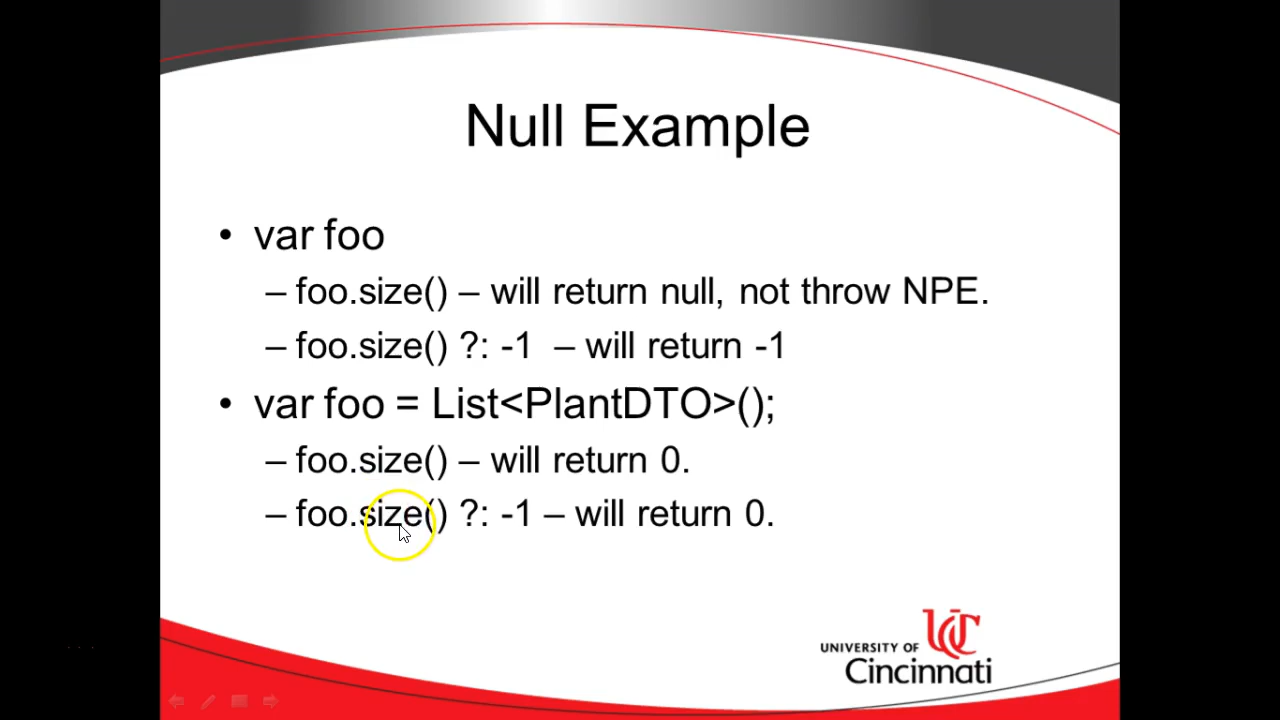 Null Example
• var foo
– foo.size() – will return null, not throw NPE.
– foo.size() ?: -1 – will return -1
• var foo = List<PlantDTO>();
– foo.size() – will return 0.
– foo.size() ?: -1 – will return 0.
UC
UNIVERSITY OF
Cincinnati